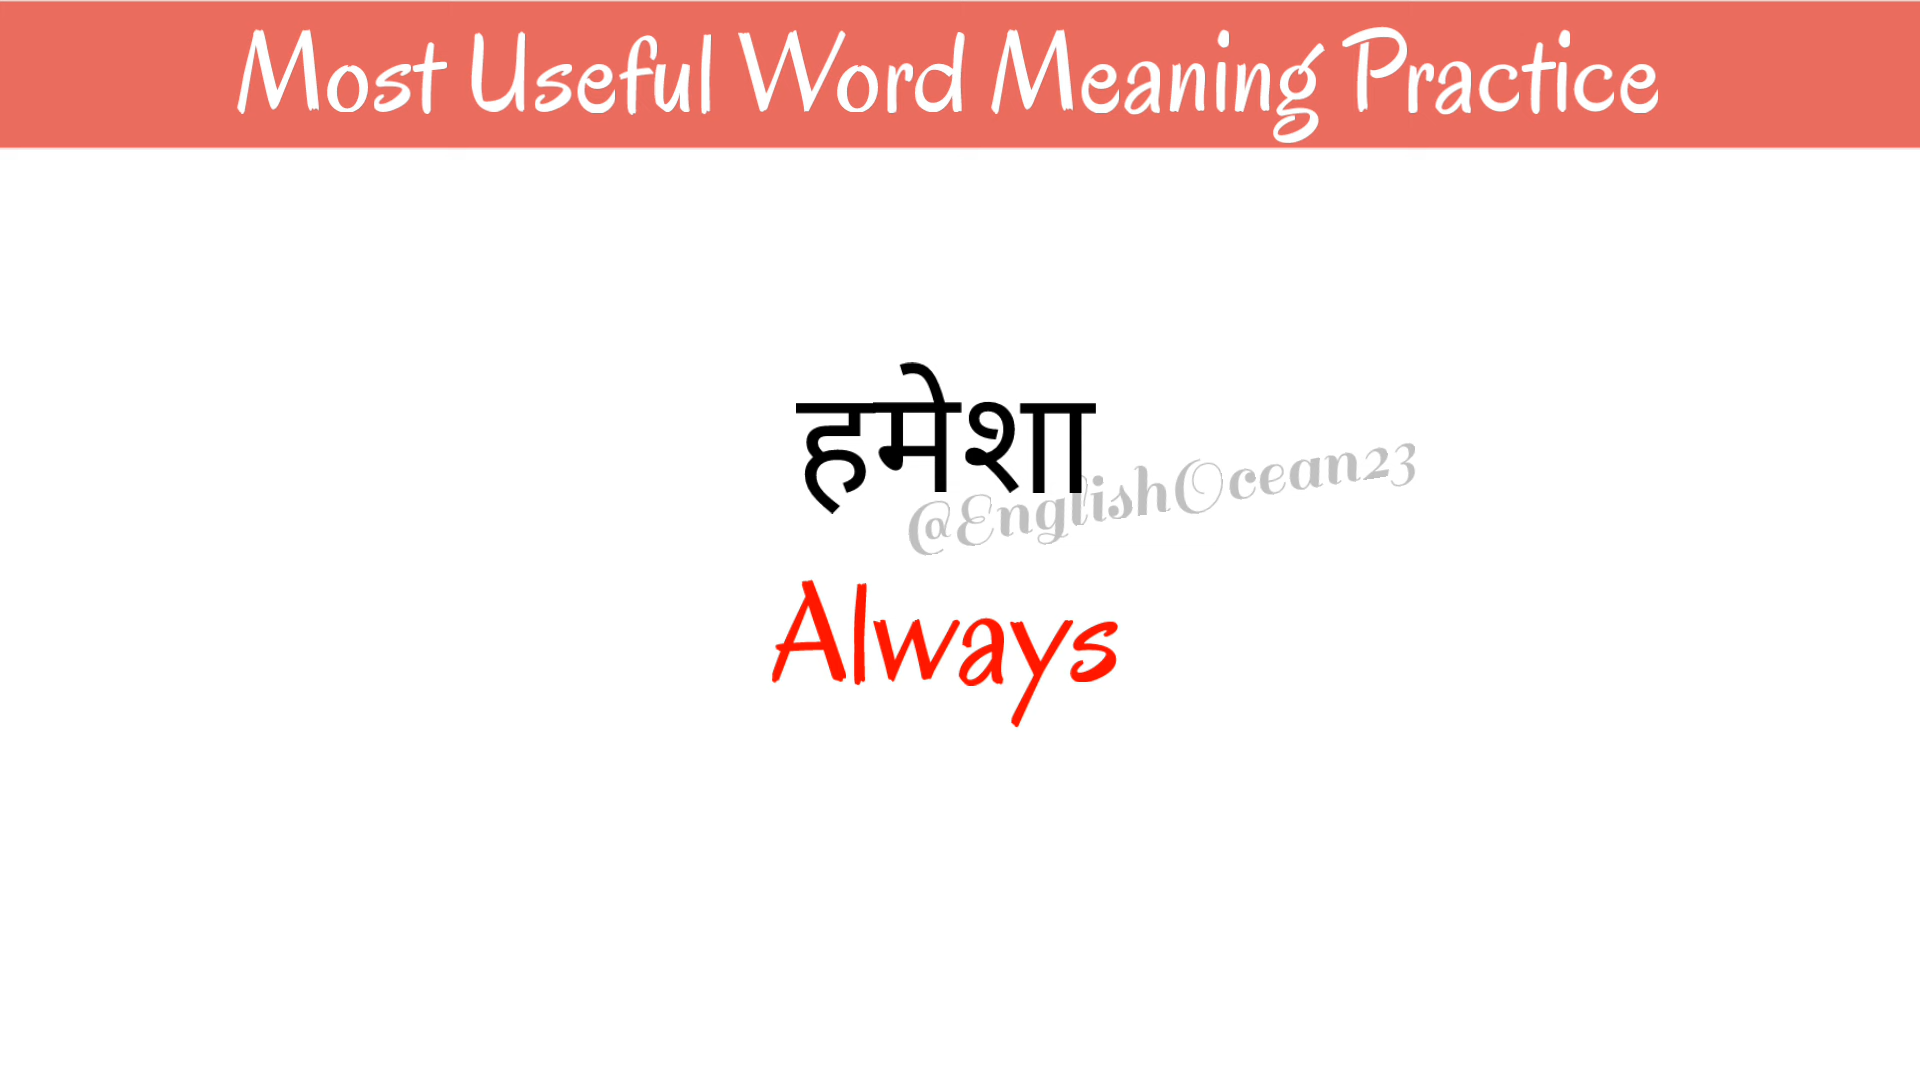 Most Useful Word Meaning Practice
हमेशा
@EnglishOcean23
Always